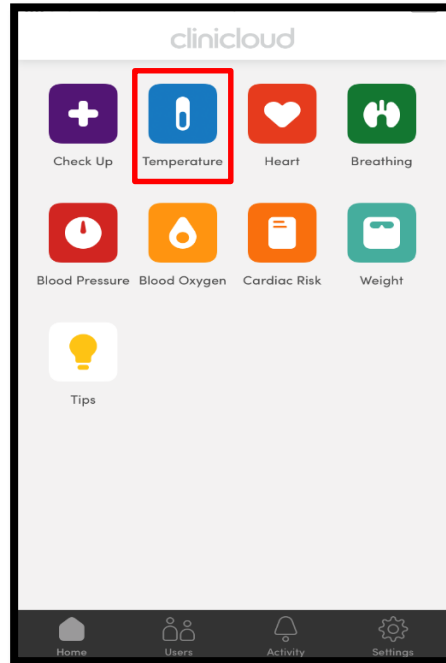 clinicloud
Check Up Temperature Heart Breathing
Blood Pressure Blood Oxygen Cardiac Risk Weight
Tips
Home Users Activity Settings